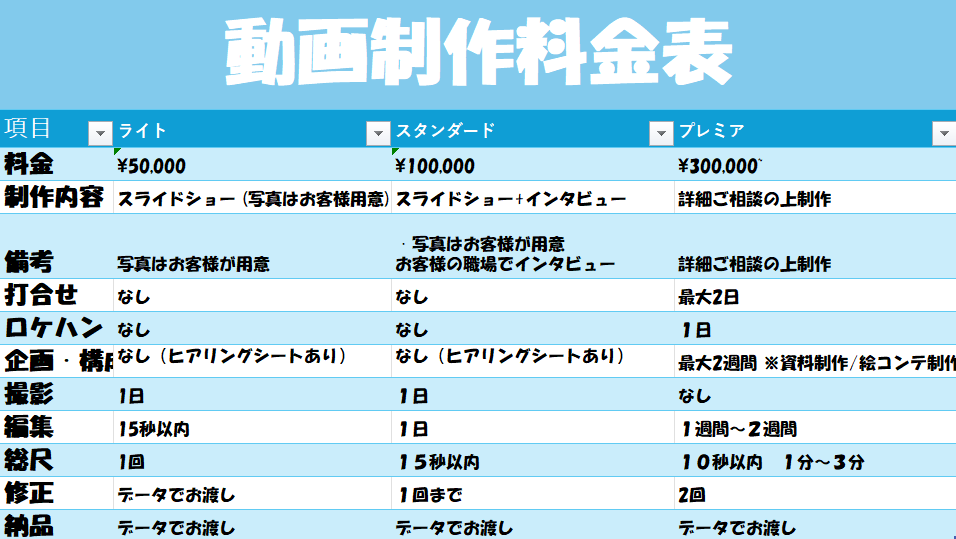 動画制作料金表
項目 ライト スタンダード プレミア
料金 ¥50,000 ¥100,000 ¥300,000~
制作内容 スライドショー (写真はお客様用意) スライドショー+インタビュー 詳細ご相談の上制作
・写真はお客様が用意
備考 写真はお客様が用意 お客様の職場でインタビュー 詳細ご相談の上制作
打合せ なし なし 最大2日
ロケハン なし なし 1日
企画・構成 なし（ヒアリングシートあり） なし（ヒアリングシートあり） 最大2週間 ※資料制作/絵コンテ制作
撮影 1日 1日 なし
編集 15秒以内 1日 1週間～2週間
総尺 1回 15秒以内 10秒以内　1分～3分
修正 データでお渡し 1回まで 2回
納品 データでお渡し データでお渡し データでお渡し